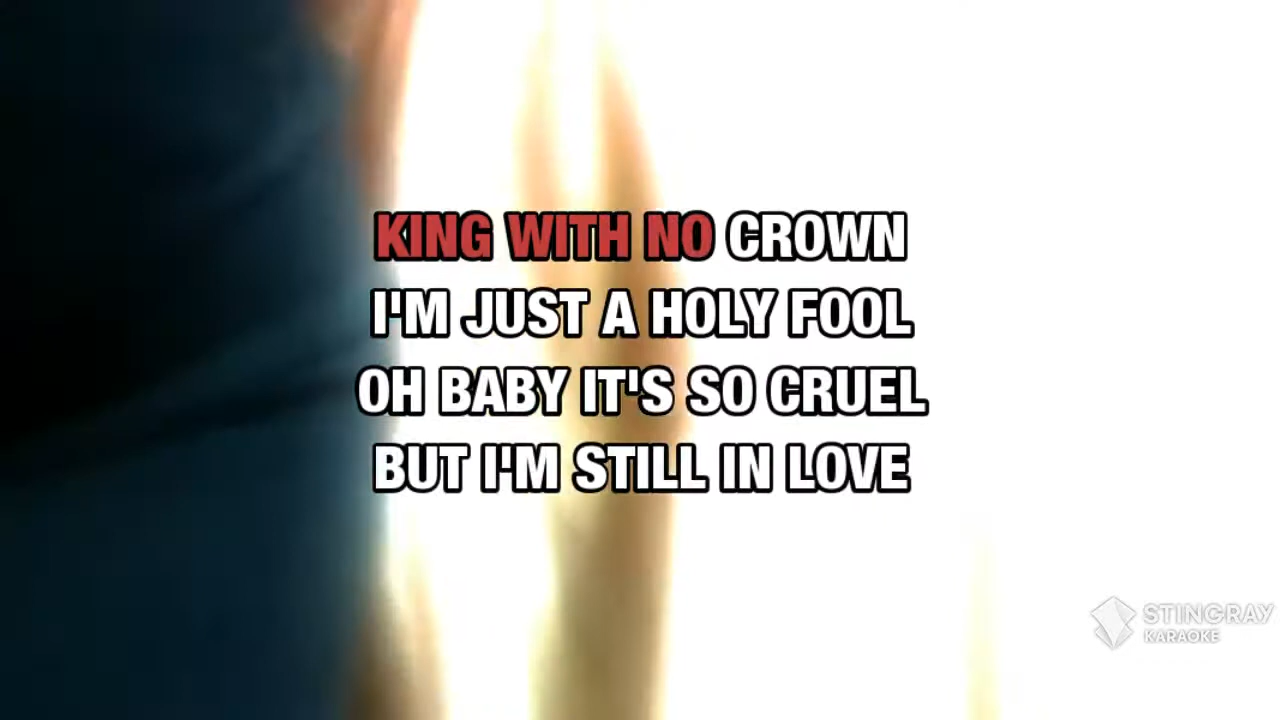 KING WITH NO CROWN
I'M JUST A HOLY FOOL
OH BABY IT'S SO CRUEL
BUT I'M STILL IN LOVE
STINGRAY
KARAOKE